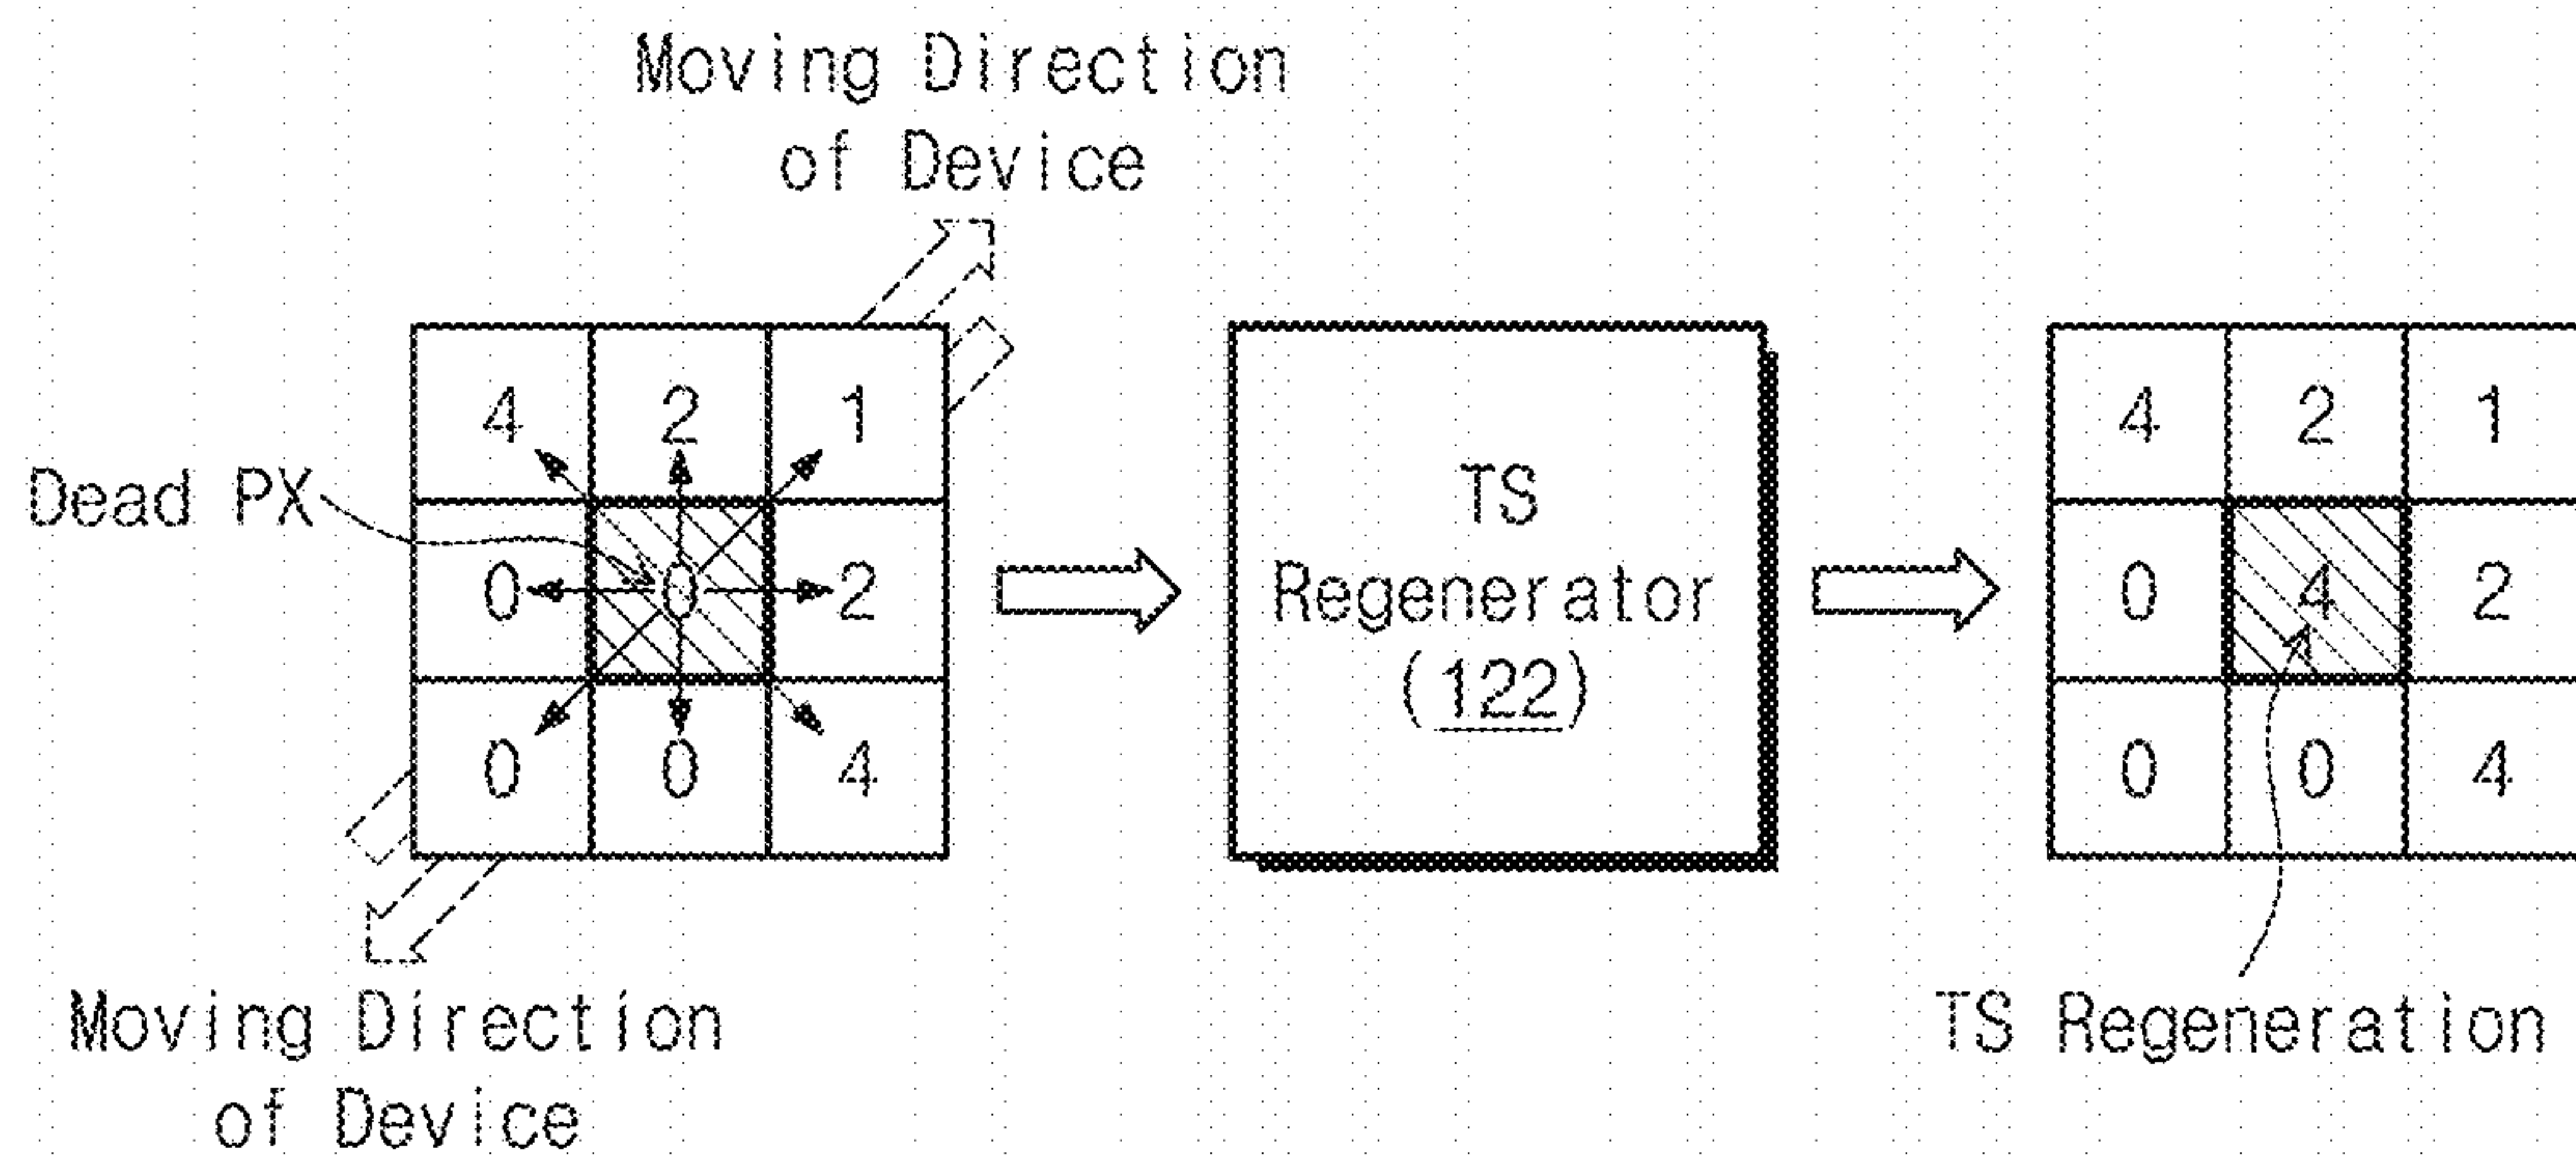 Moving Direction
of Device
4 2 1
Dead PX
0 0 2
0 0 4
Moving Direction
of Device
TS
Regenerator
(122)
4 2 1
0 4 2
0 0 4
TS Regeneration